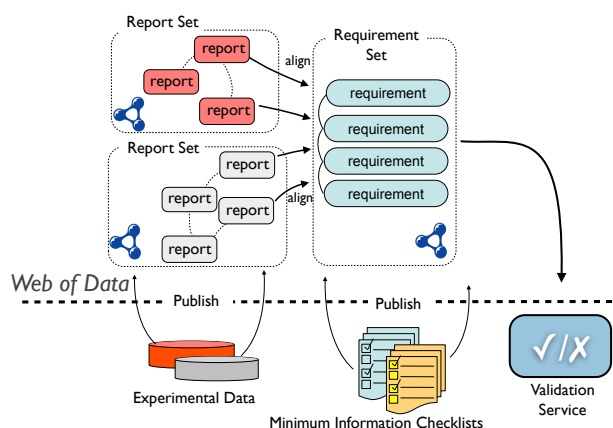 Report Set
report
report
report
align
Requirement
Set
requirement
requirement
requirement
requirement
Report Set
report
report
report
report
align
Web of Data
Publish
Publish
Experimental Data
Minimum Information Checklists
✓/✗
Validation
Service